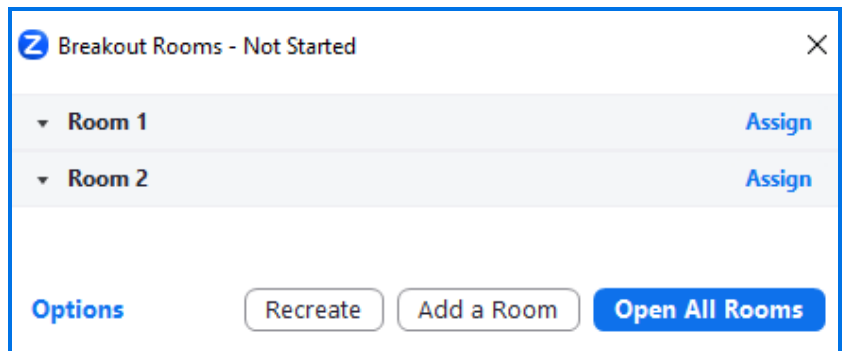 Z Breakout Rooms - Not Started
Room 1 Assign
Room 2 Assign
Options Recreate Add a Room Open All Rooms